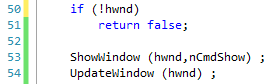 50 if (!hwnd)
51 return false;
52
53 ShowWindow (hwnd,nCmdShow) ;
54 UpdateWindow (hwnd) ;